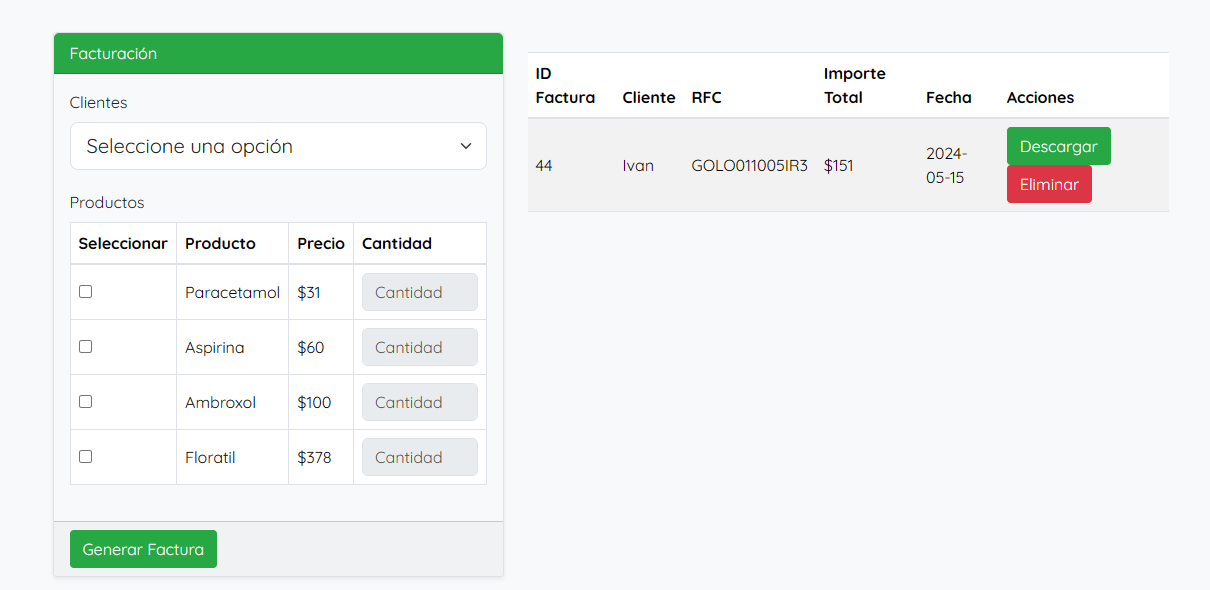 Facturación
Clientes
Seleccione una opción
Productos
Seleccionar Producto Precio Cantidad
Paracetamol $31 Cantidad
Aspirina $60 Cantidad
Ambroxol $100 Cantidad
Floratil $378 Cantidad
Generar Factura
ID
Factura Cliente RFC Importe
Total Fecha Acciones
44 Ivan GOLO011005IR3 $151 2024-
05-15 Descargar
Eliminar